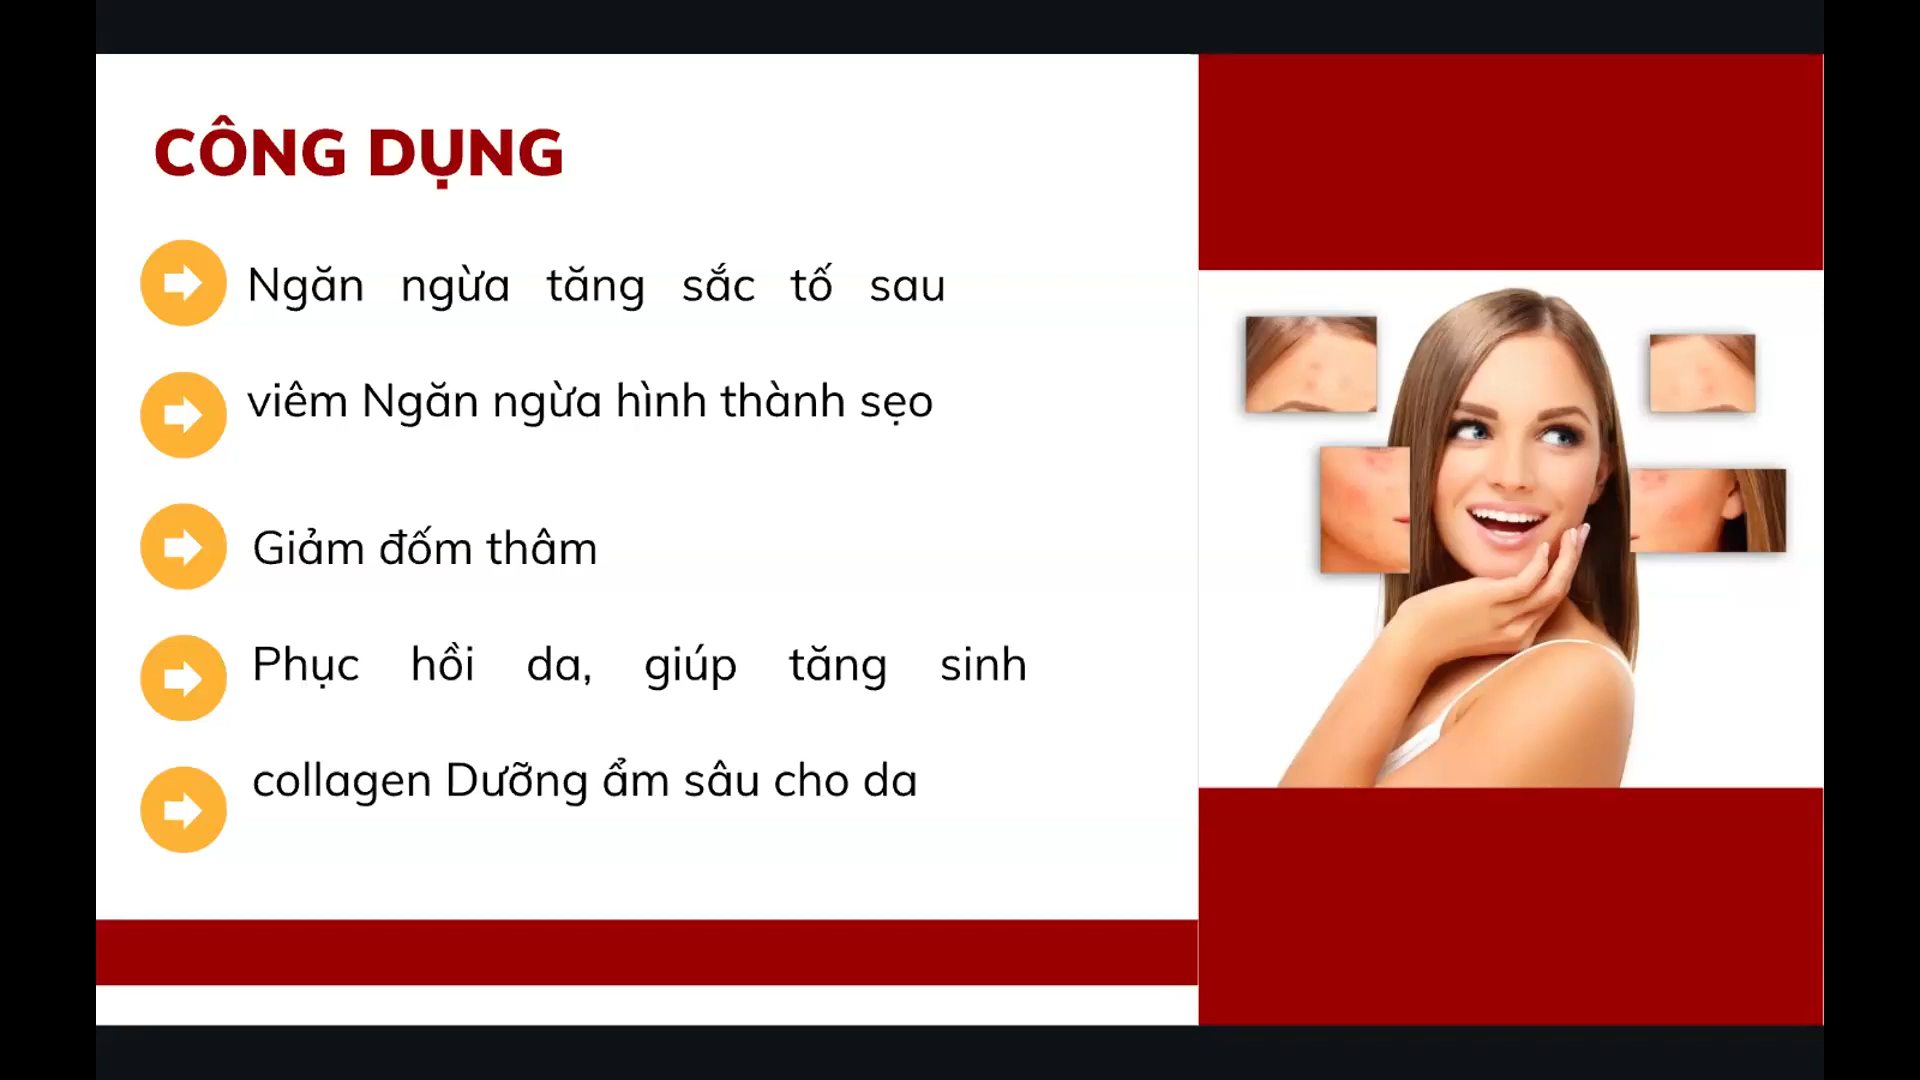 CÔNG DỤNG
Ngăn ngừa tăng sắc tố sau
viêm Ngăn ngừa hình thành sẹo
Giảm đốm thâm
Phục hồi da, giúp tăng sinh
collagen Dưỡng ẩm sâu cho da